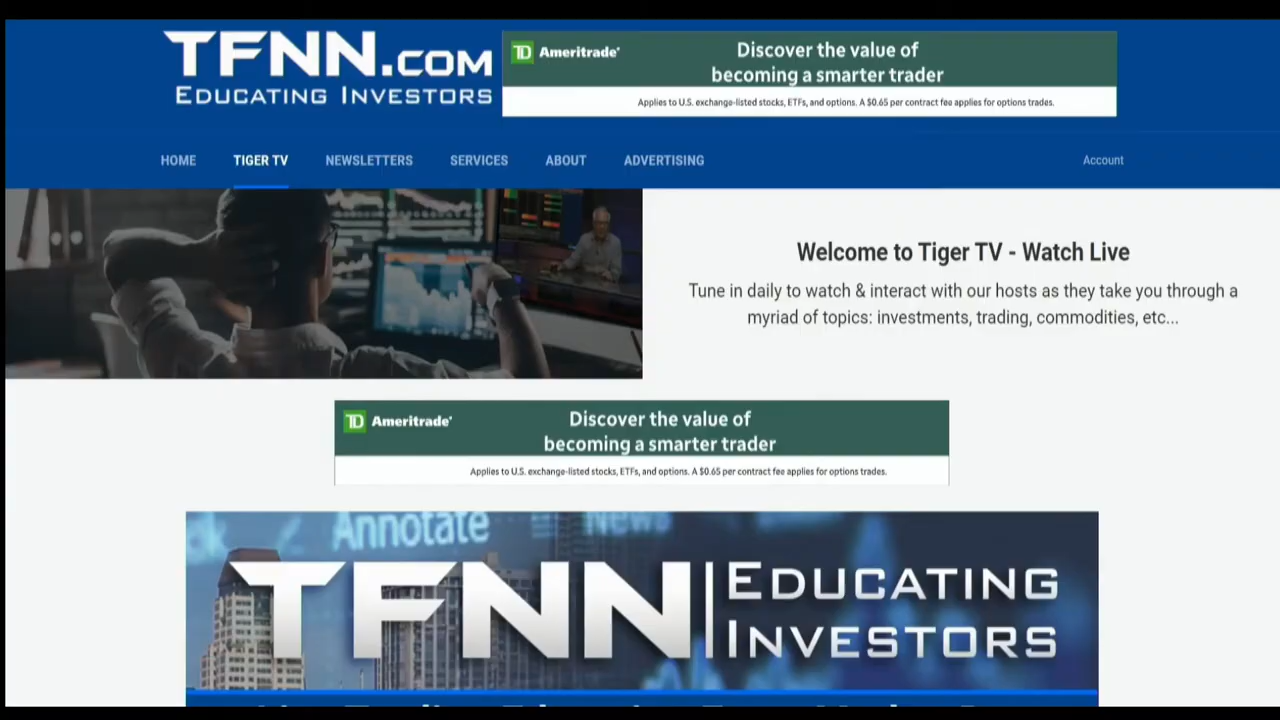 TFNN.COM
EDUCATING INVESTORS
TD Ameritrade
Discover the value of
becoming a smarter trader
Applies to U.S. exchange-listed stocks, ETFs, and options. A $0.65 per contract fee applies for options trades.
HOME TIGER TV NEWSLETTERS SERVICES ABOUT ADVERTISING Account
Welcome to Tiger TV - Watch Live
Tune in daily to watch & interact with our hosts as they take you through a
myriad of topics: investments, trading, commodities, etc...
TD Ameritrade
Discover the value of
becoming a smarter trader
Applies to U.S. exchange-listed stocks, ETFs, and options. A $0.65 per contract fee applies for options trades.
Annotate News
TFNN EDUCATING
INVESTORS